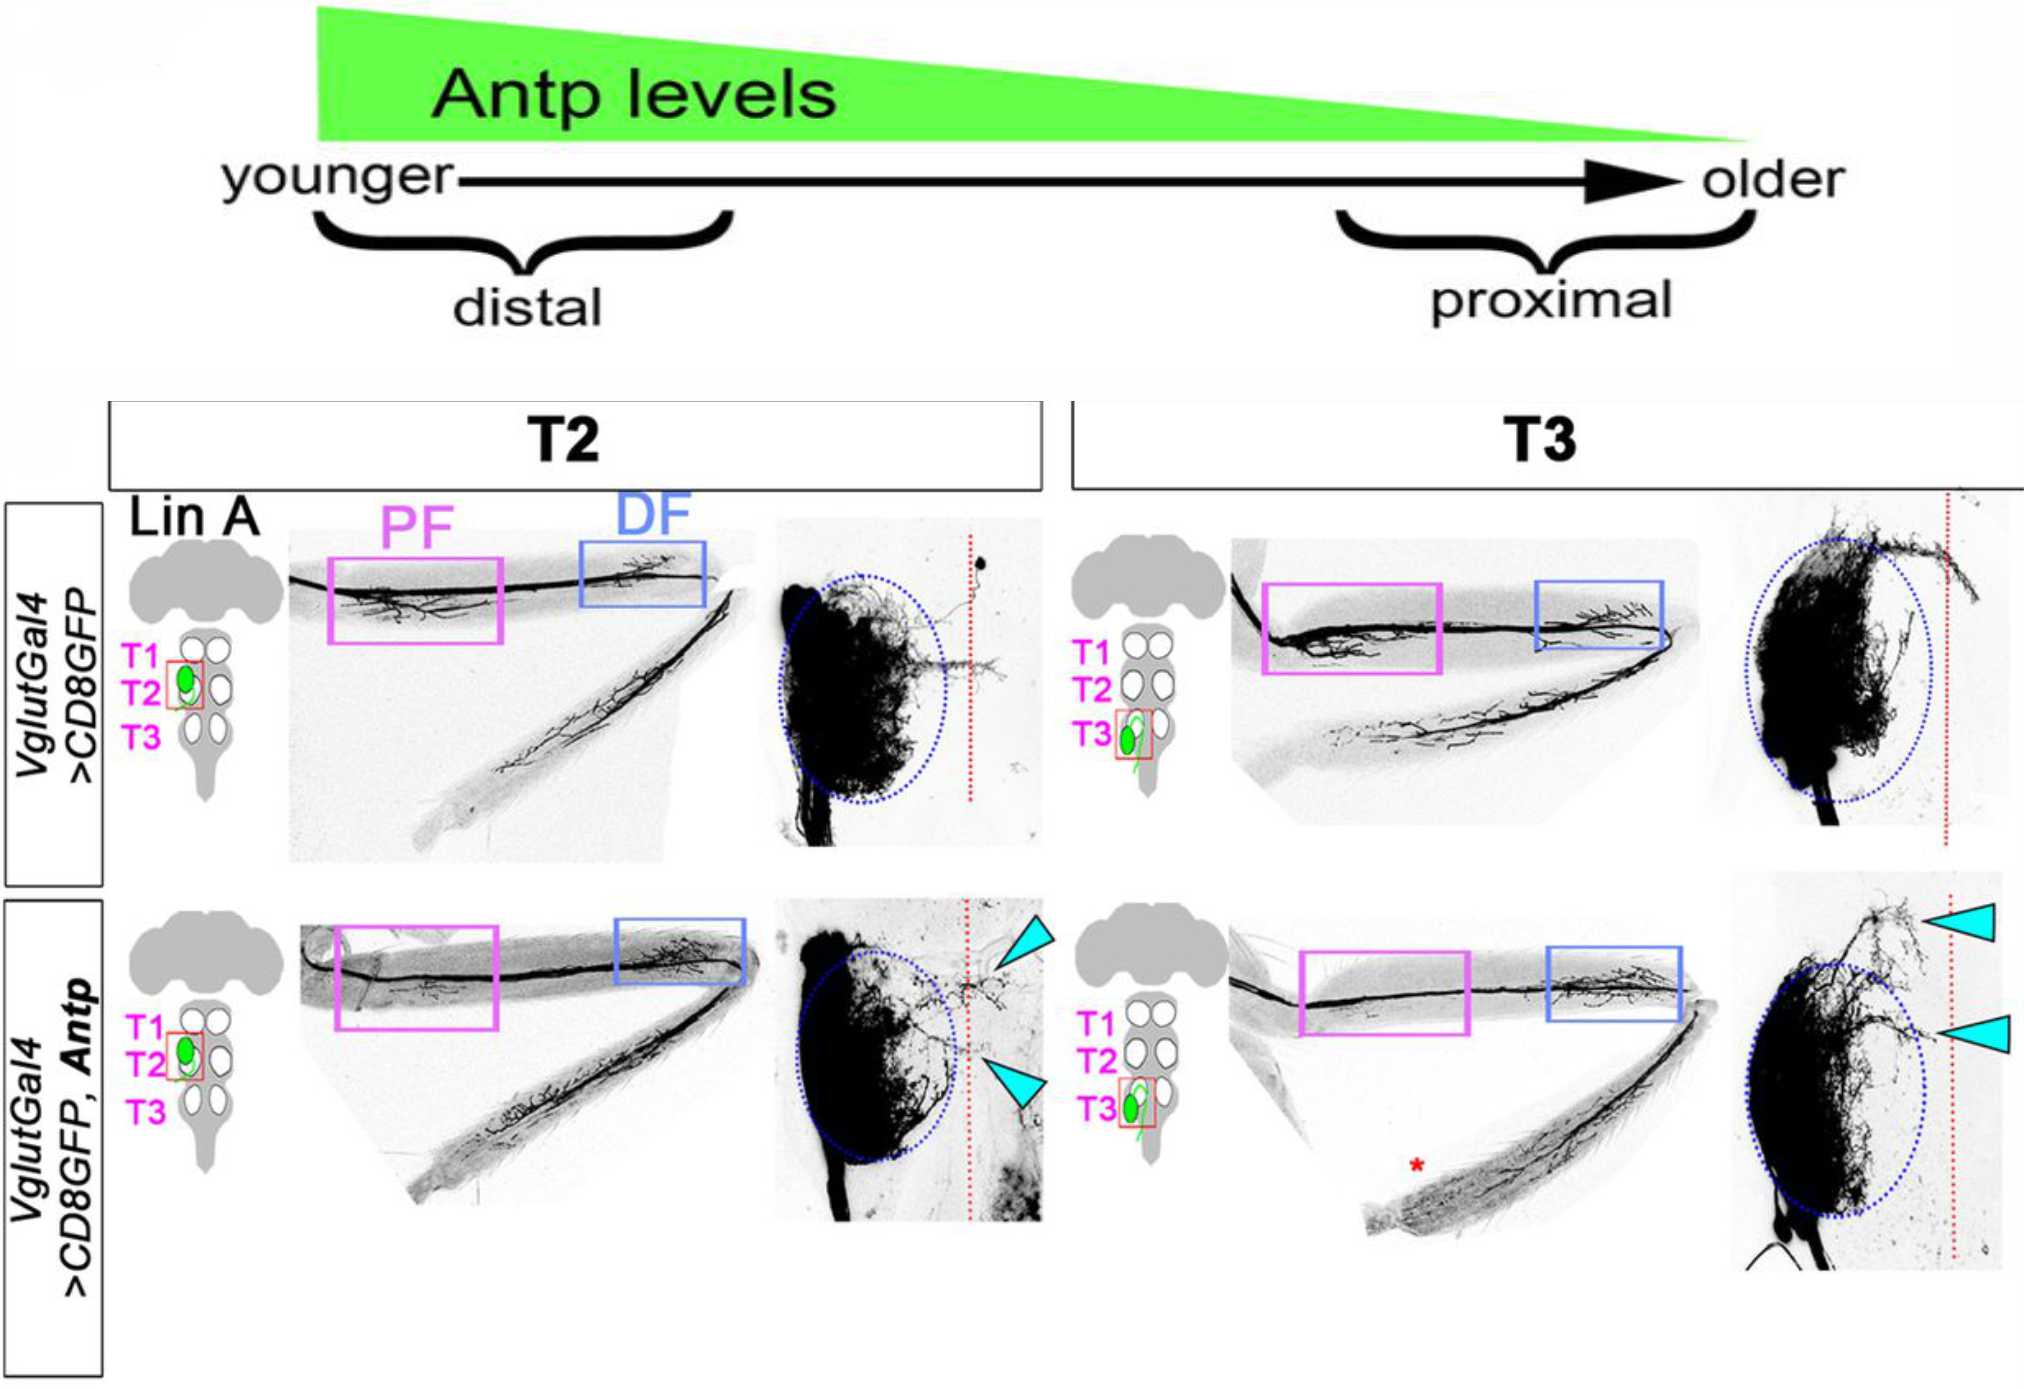 Antp levels
younger
older
distal
proximal
T2
T3
VglutGal4
>CD8GFP
Lin A
PF
DF
T1
T2
T3
T1
T2
T3
VglutGal4
>CD8GFP, Antp
T1
T2
T3
*
T1
T2
T3